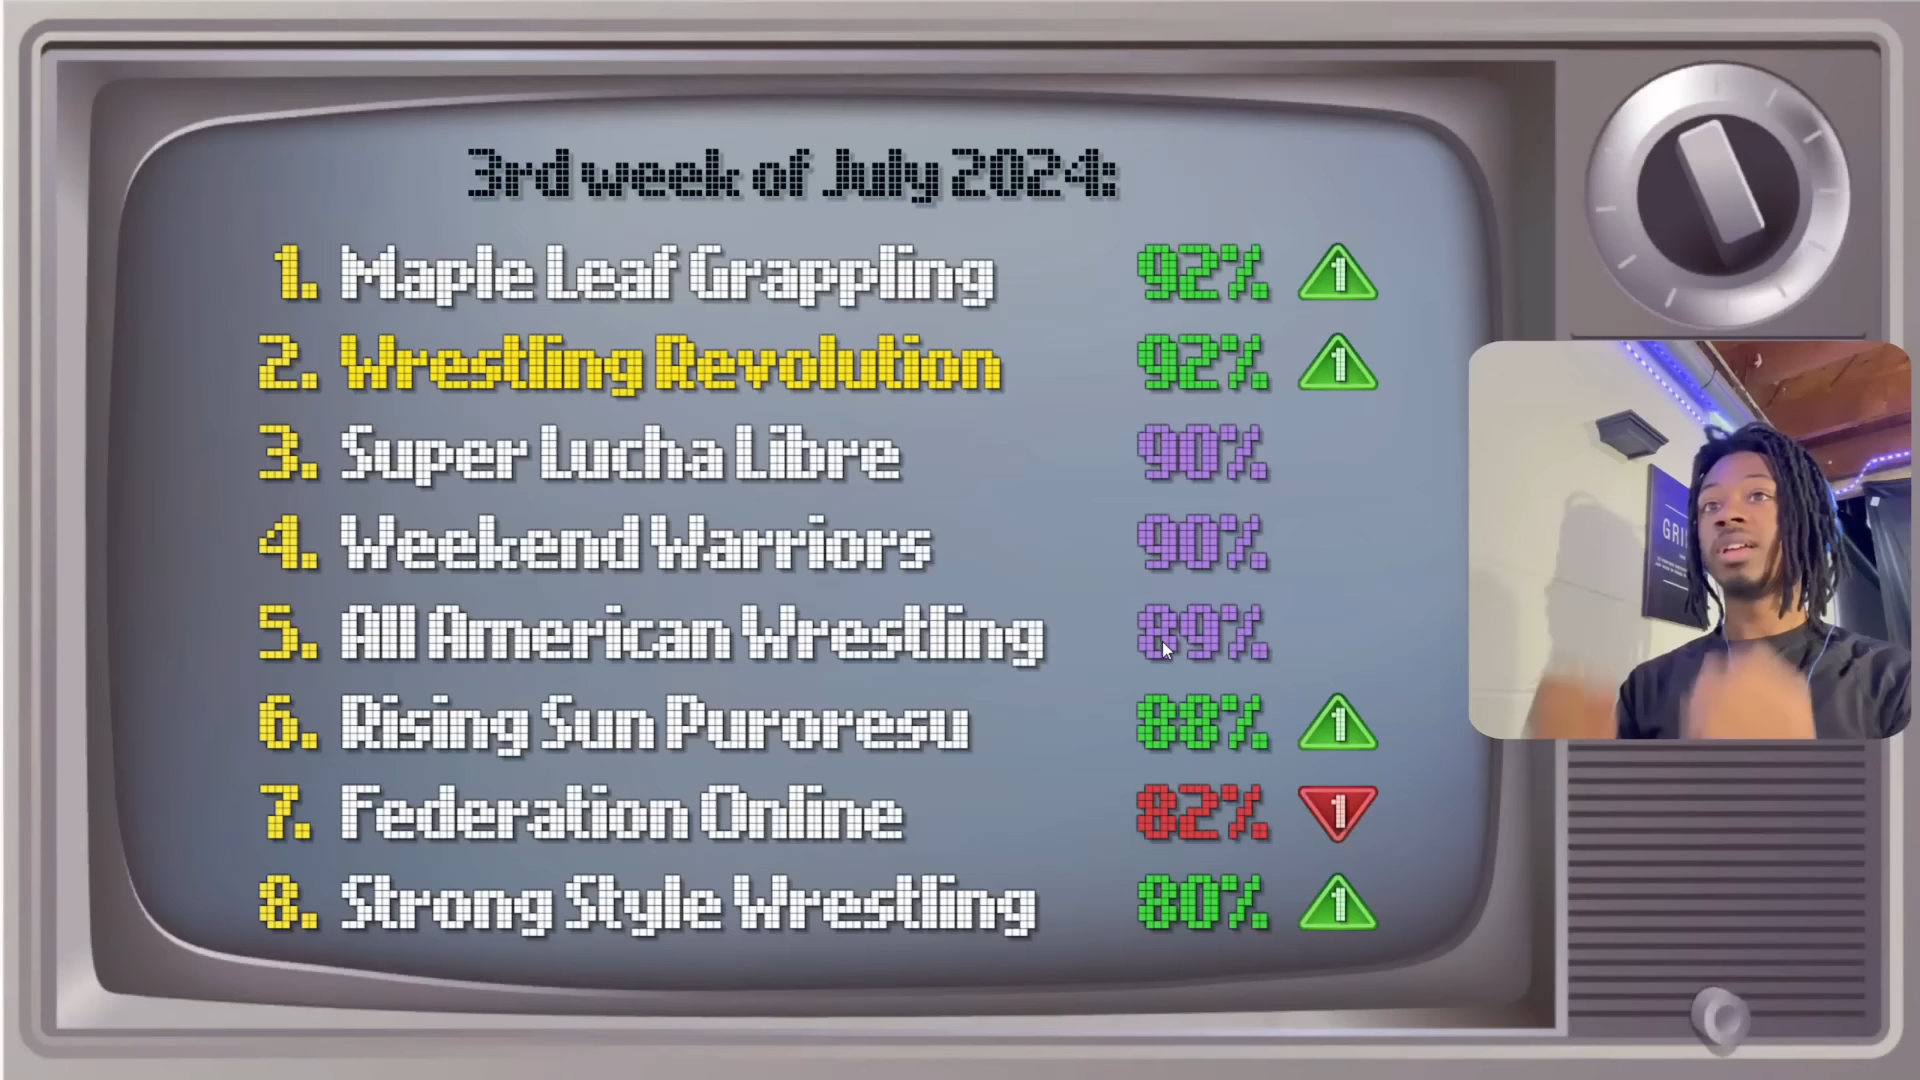 3rd week of July 2024:
1. Maple Leaf Grappling 92% 1
2. Wrestling Revolution 92% 1
3. Super Lucha Libre 90%
4. Weekend Warriors 90%
5. All American Wrestling 89%
6. Rising Sun Puroresu 88% 1
7. Federation Online 82% 1
8. Strong Style Wrestling 80% 1